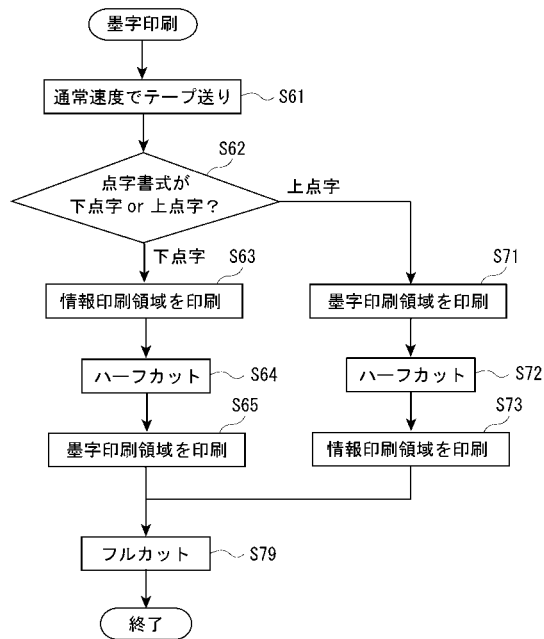 墨字印刷
通常速度でテープ送り
S61
S62
点字書式が
下点字 or 上点字？
上点字
下点字
S63
情報印刷領域を印刷
S71
墨字印刷領域を印刷
ハーフカット
S64
ハーフカット
S72
S65
墨字印刷領域を印刷
S73
情報印刷領域を印刷
フルカット
S79
終了